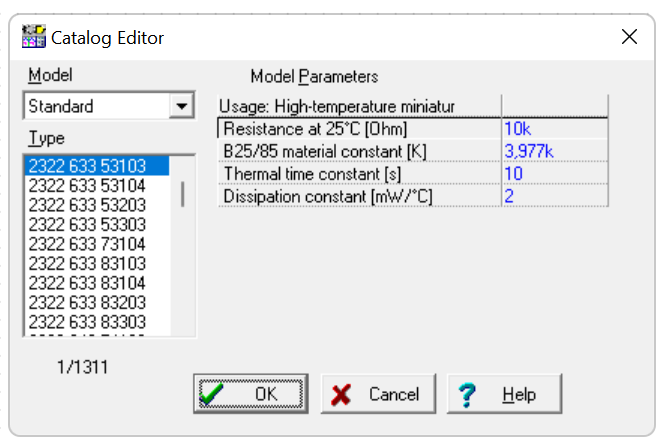 Catalog Editor
Model
Model Parameters
Standard
Usage: High-temperature miniatur
Resistance at 25°C [Ohm]
10k
B25/85 material constant [K]
3,977k
Thermal time constant [s]
10
Dissipation constant [mW/°C]
2
Type
2322 633 53103
2322 633 53104
2322 633 53203
2322 633 53303
2322 633 73104
2322 633 83103
2322 633 83104
2322 633 83203
2322 633 83303
1/1311
OK
Cancel
Help